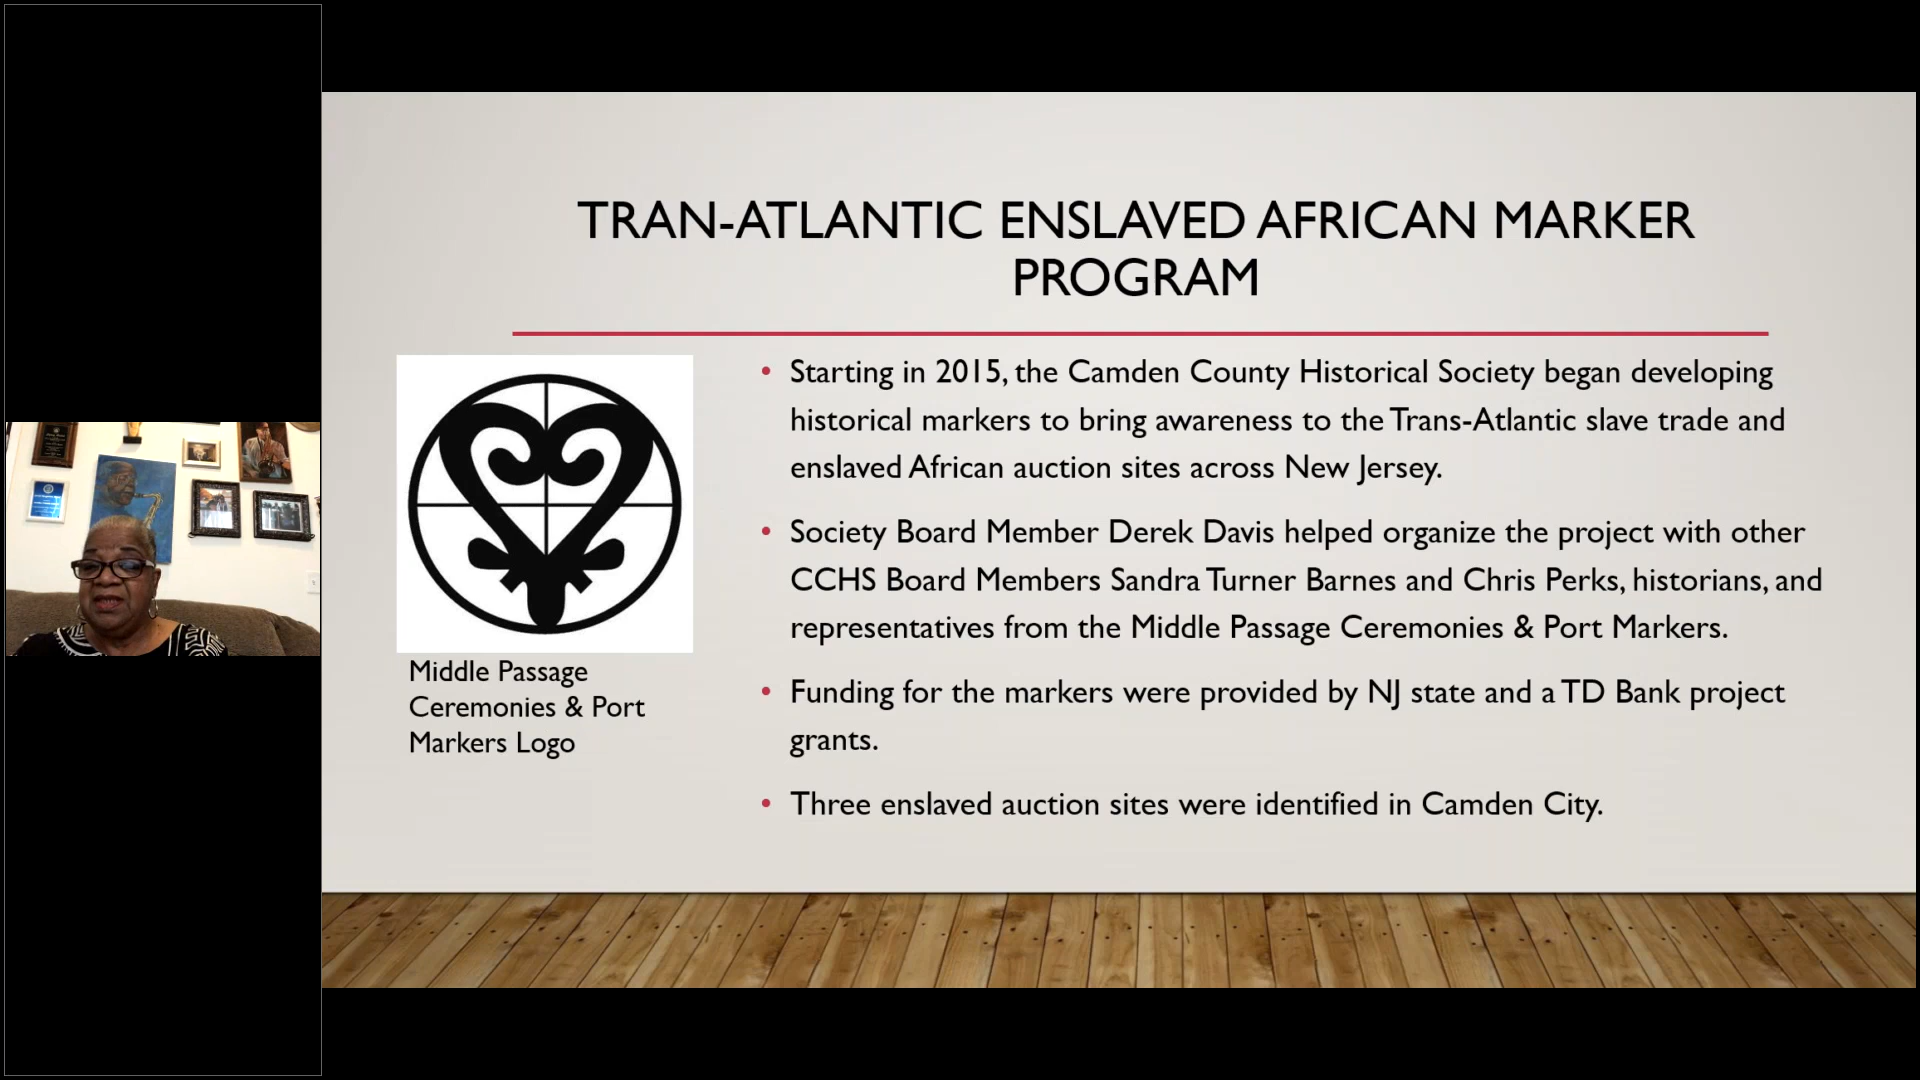 TRAN-ATLANTIC ENSLAVED AFRICAN MARKER
PROGRAM
Middle Passage
Ceremonies & Port
Markers Logo
• Starting in 2015, the Camden County Historical Society began developing
historical markers to bring awareness to the Trans-Atlantic slave trade and
enslaved African auction sites across New Jersey.
• Society Board Member Derek Davis helped organize the project with other
CCHS Board Members Sandra Turner Barnes and Chris Perks, historians, and
representatives from the Middle Passage Ceremonies & Port Markers.
• Funding for the markers were provided by NJ state and a TD Bank project
grants.
• Three enslaved auction sites were identified in Camden City.